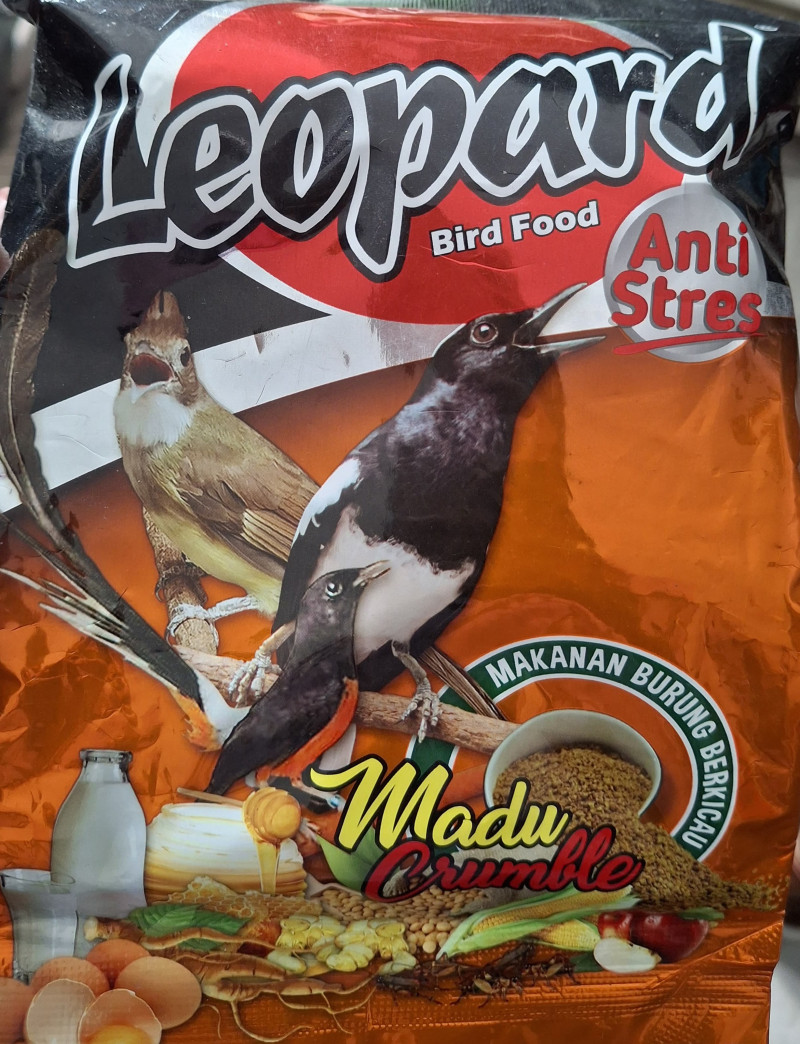 Leopard
Bird Food
Anti
Stres
MAKANAN BURUNG BERKICAU
Madu
Crumble